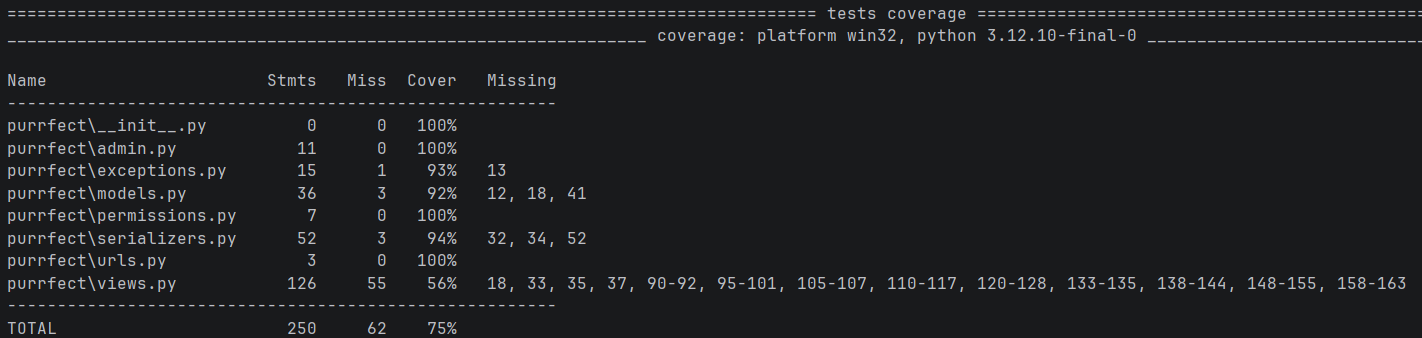 ================================================================================ tests coverage ============================================
________________________________________________________________ coverage: platform win32, python 3.12.10-final-0 ___________________________
Name                      Stmts   Miss  Cover   Missing
-------------------------------------------------------
purrfect\__init__.py          0      0   100%
purrfect\admin.py            11      0   100%
purrfect\exceptions.py       15      1    93%   13
purrfect\models.py           36      3    92%   12, 18, 41
purrfect\permissions.py       7      0   100%
purrfect\serializers.py      52      3    94%   32, 34, 52
purrfect\urls.py              3      0   100%
purrfect\views.py           126     55    56%   18, 33, 35, 37, 90-92, 95-101, 105-107, 110-117, 120-128, 133-135, 138-144, 148-155, 158-163
-------------------------------------------------------
TOTAL                       250     62    75%